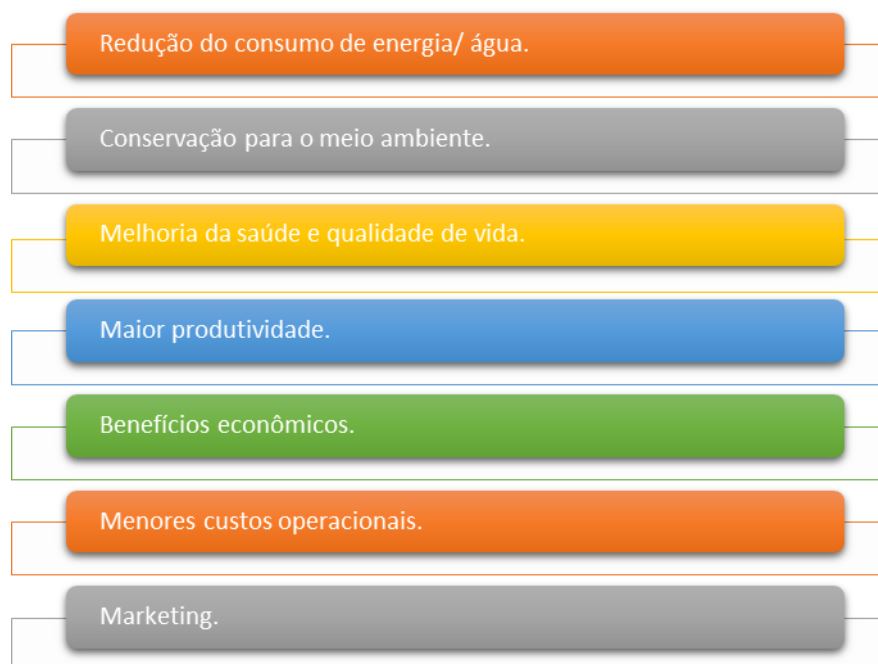 Redução do consumo de energia/ água.
Conservação para o meio ambiente.
Melhoria da saúde e qualidade de vida.
Maior produtividade.
Benefícios econômicos.
Menores custos operacionais.
Marketing.